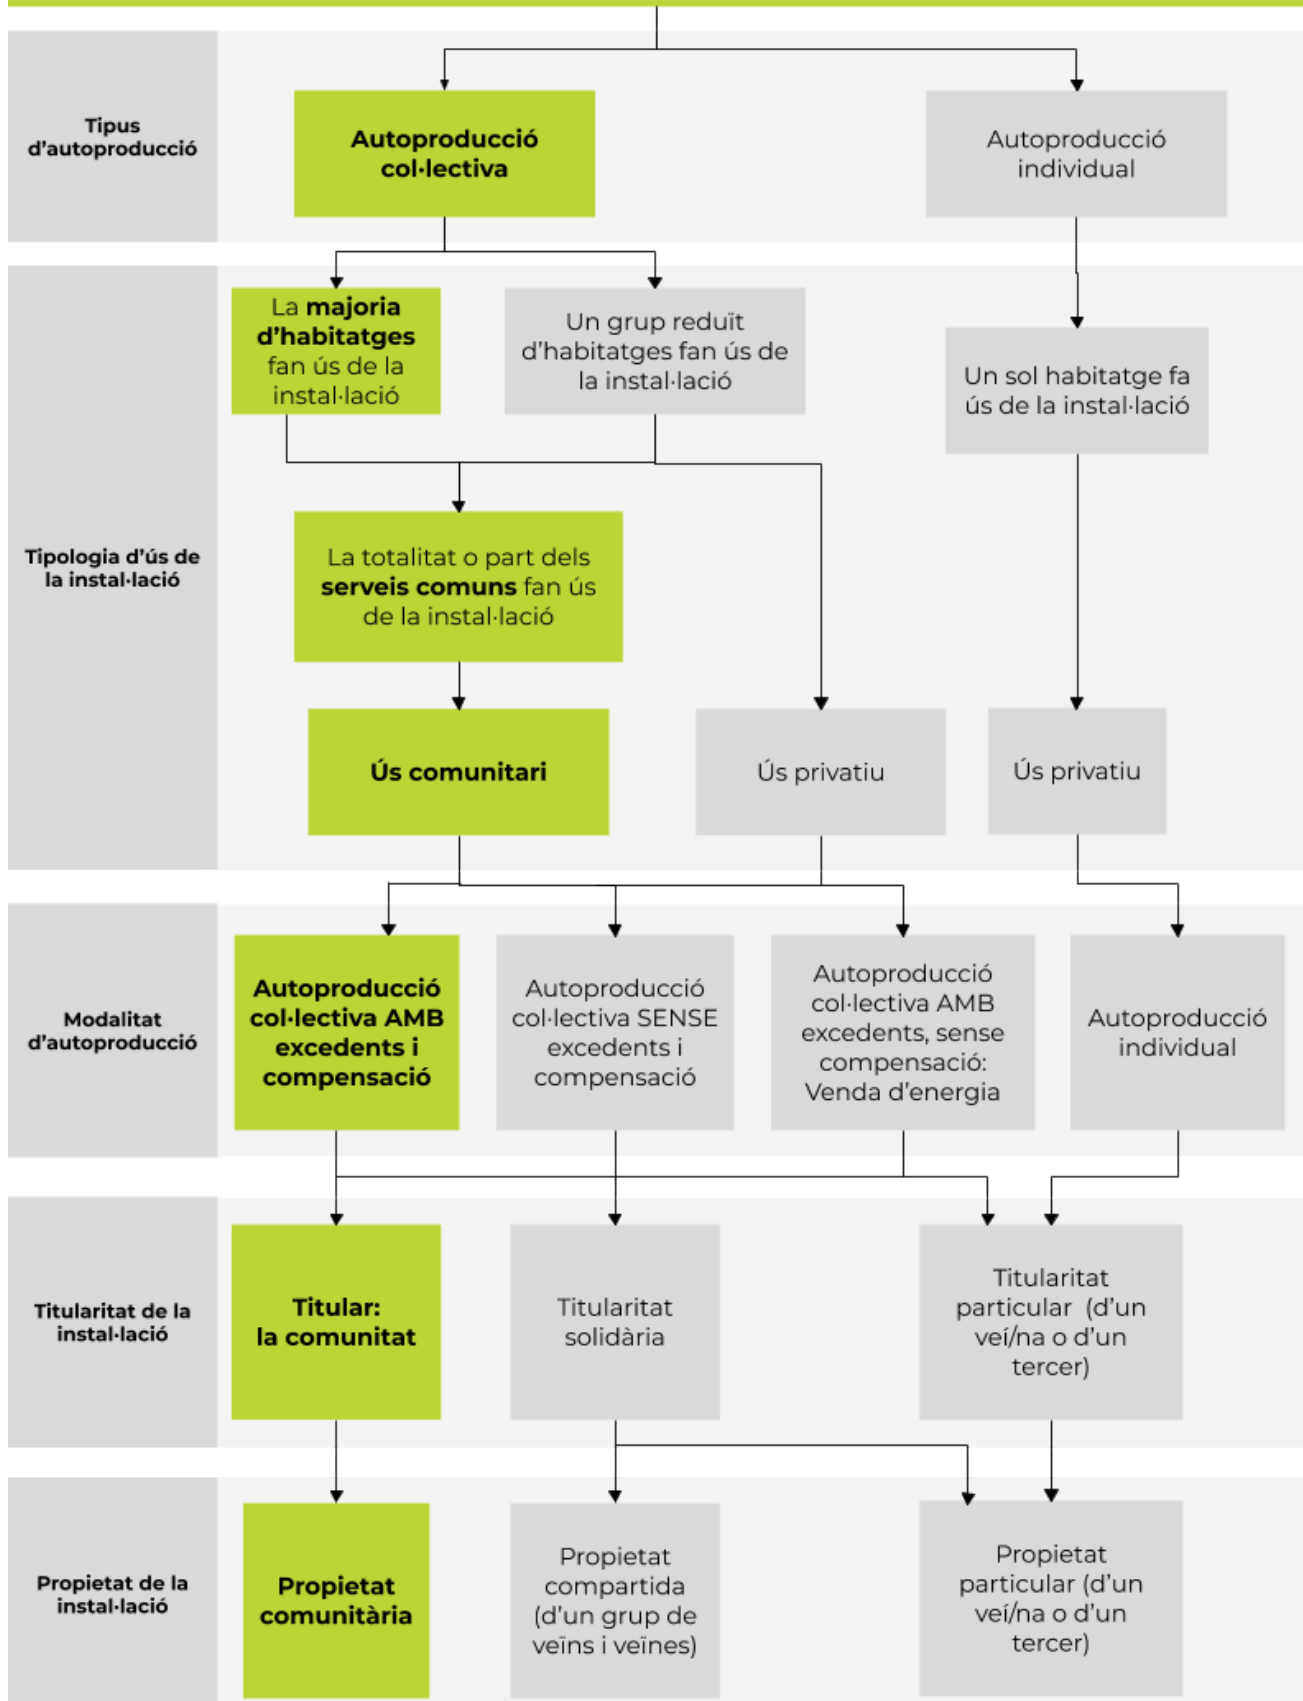 Tipus
d'autoproducció
Autoproducció
col·lectiva
Autoproducció
individual
Tipologia d'ús de
la instal·lació
La majoria
d'habitatges
fan ús de la
instal·lació
Un grup reduït
d'habitatges fan ús de
la instal·lació
Un sol habitatge fa
ús de la instal·lació
La totalitat o part dels
serveis comuns fan ús
de la instal·lació
Ús comunitari
Ús privatiu
Ús privatiu
Modalitat
d'autoproducció
Autoproducció
col·lectiva AMB
excedents i
compensació
Autoproducció
col·lectiva SENSE
excedents i
compensació
Autoproducció
col·lectiva AMB
excedents, sense
compensació:
Venda d'energia
Autoproducció
individual
Titularitat de la
instal·lació
Titular:
la comunitat
Titularitat
solidària
Titularitat
particular (d'un
veí/na o d'un
tercer)
Propietat de la
instal·lació
Propietat
comunitària
Propietat
compartida
(d'un grup de
veïns i veïnes)
Propietat
particular (d'un
veí/na o d'un
tercer)